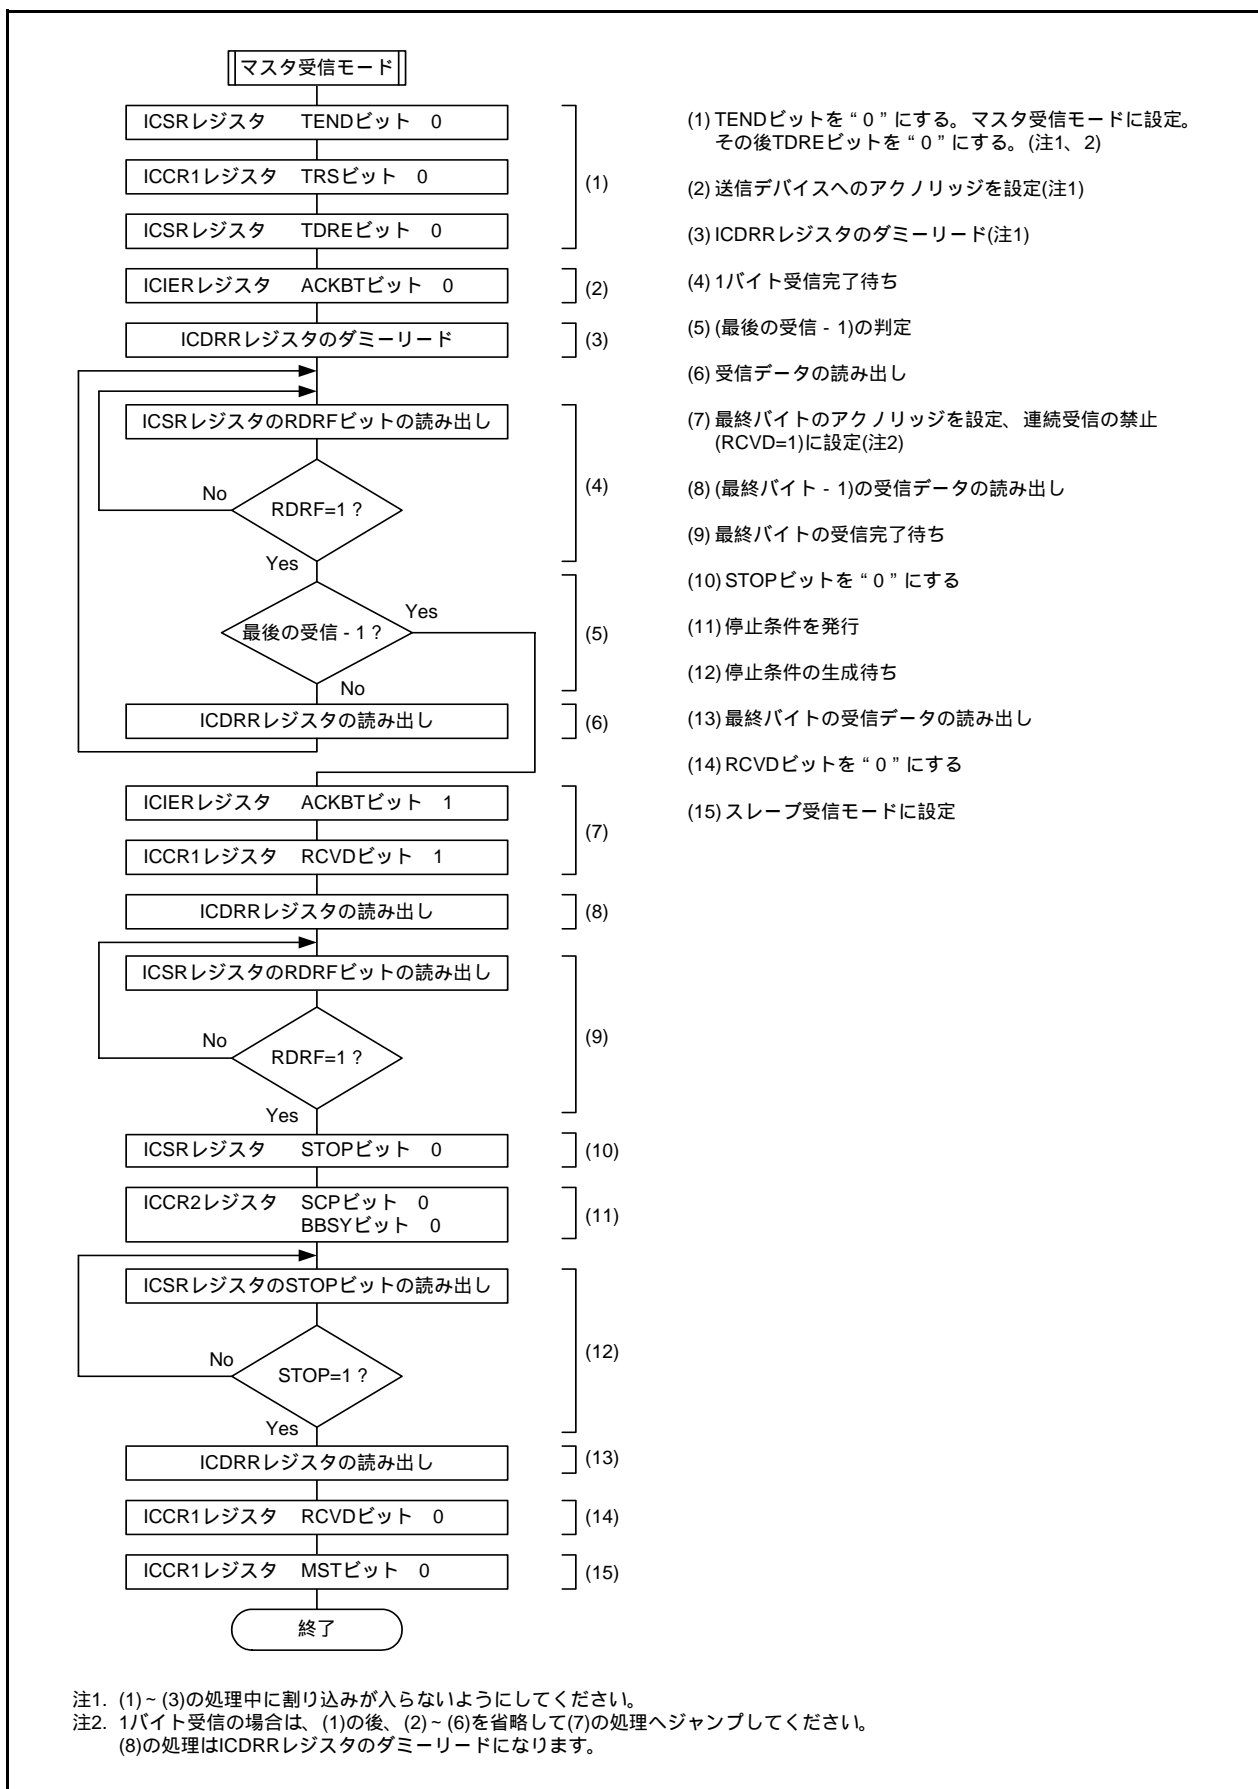 マスタ受信モード
ICSRレジスタ TENDビット 0
ICCR1レジスタ TRSビット 0
ICSRレジスタ TDREビット 0
(1)
ICIERレジスタ ACKBTビット 0
(2)
ICDRRレジスタのダミーリード
(3)
ICSRレジスタのRDRFビットの読み出し
No
RDRF=1 ?
(4)
Yes
最後の受信 - 1 ?
Yes
(5)
No
ICDRRレジスタの読み出し
(6)
ICIERレジスタ ACKBTビット 1
ICCR1レジスタ RCVDビット 1
(7)
ICDRRレジスタの読み出し
(8)
ICSRレジスタのRDRFビットの読み出し
No
RDRF=1 ?
(9)
Yes
ICSRレジスタ STOPビット 0
(10)
ICCR2レジスタ SCPビット 0
BBSYビット 0
(11)
ICSRレジスタのSTOPビットの読み出し
No
STOP=1 ?
(12)
Yes
ICDRRレジスタの読み出し
(13)
ICCR1レジスタ RCVDビット 0
(14)
ICCR1レジスタ MSTビット 0
(15)
終了
(1) TENDビットを“0”にする。マスタ受信モードに設定。
その後TDREビットを“0”にする。(注1、2)
(2) 送信デバイスへのアクノリッジを設定(注1)
(3) ICDRRレジスタのダミーリード(注1)
(4) 1バイト受信完了待ち
(5) (最後の受信 - 1)の判定
(6) 受信データの読み出し
(7) 最終バイトのアクノリッジを設定、連続受信の禁止
(RCVD=1)に設定(注2)
(8) (最終バイト - 1)の受信データの読み出し
(9) 最終バイトの受信完了待ち
(10) STOPビットを“0”にする
(11) 停止条件を発行
(12) 停止条件の生成待ち
(13) 最終バイトの受信データの読み出し
(14) RCVDビットを“0”にする
(15) スレーブ受信モードに設定
注1. (1) ~ (3)の処理中に割り込みが入らないようにしてください。
注2. 1バイト受信の場合は、(1)の後、(2) ~ (6)を省略して(7)の処理へジャンプしてください。
(8)の処理はICDRRレジスタのダミーリードになります。